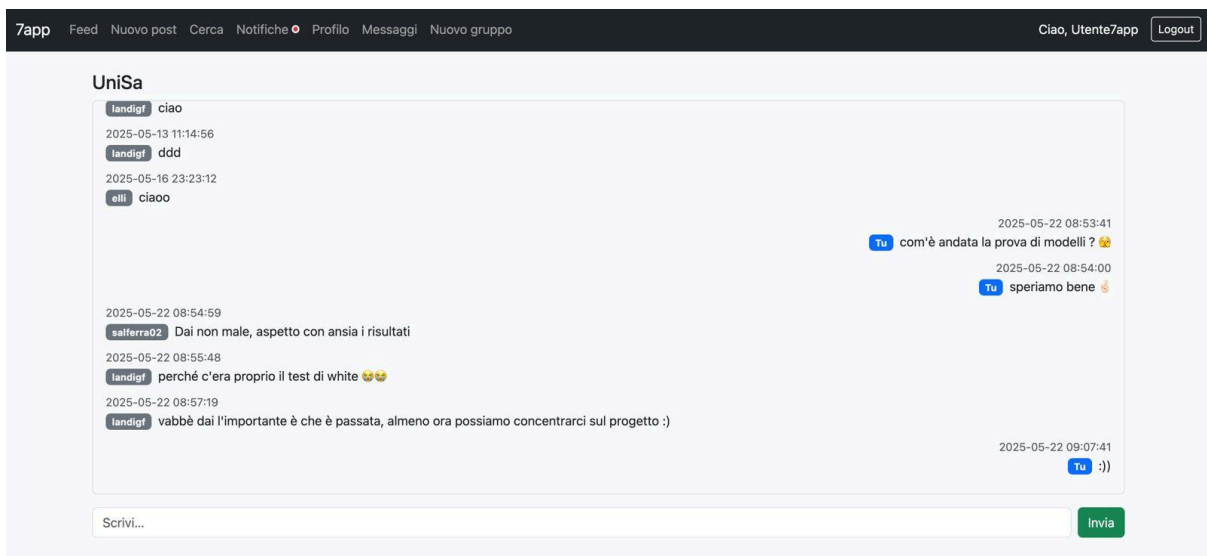 7app Feed Nuovo post Cerca Notifiche Profilo Messaggi Nuovo gruppo Ciao, Utente7app Logout
UniSa
landigf ciao
2025-05-13 11:14:56
landigf ddd
2025-05-16 23:23:12
elli ciaoo
2025-05-22 08:53:41
Tu com'è andata la prova di modelli ? 🫣
2025-05-22 08:54:00
Tu speriamo bene 🤞🏻
2025-05-22 08:54:59
salferra02 Dai non male, aspetto con ansia i risultati
2025-05-22 08:55:48
landigf perché c'era proprio il test di white 😭😭
2025-05-22 08:57:19
landigf vabbè dai l'importante è che è passata, almeno ora possiamo concentrarci sul progetto :)
2025-05-22 09:07:41
Tu :))
Scrivi... Invia